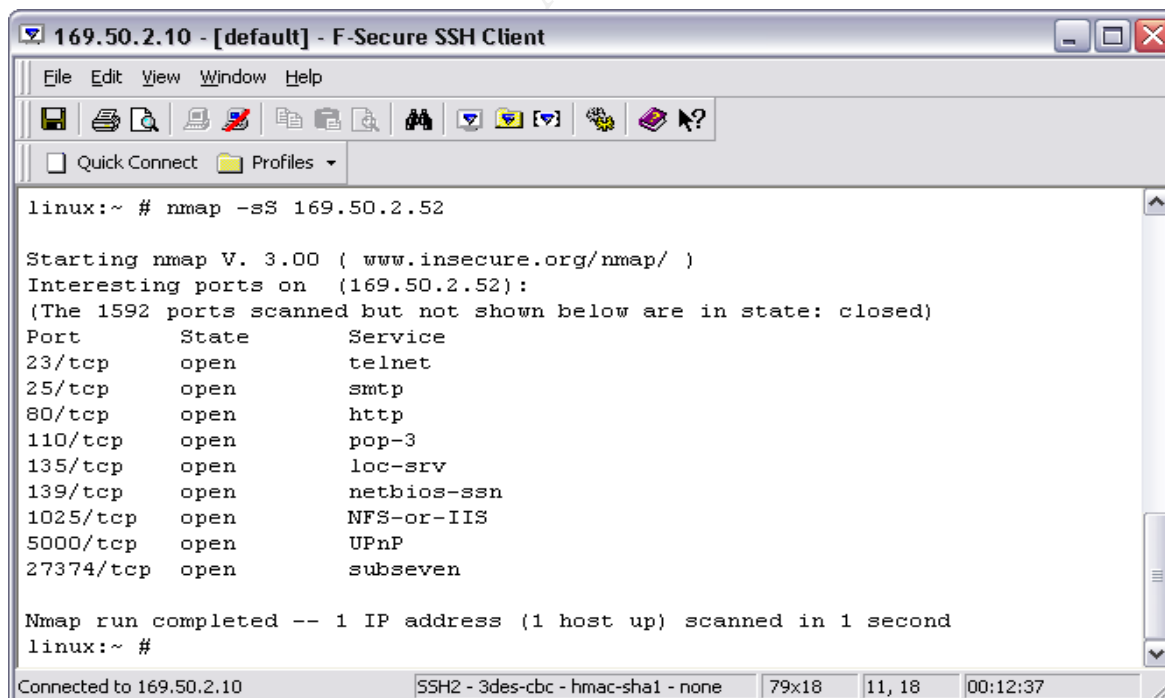 169.50.2.10 - [default] - F-Secure SSH Client
File Edit View Window Help
Quick Connect Profiles
linux:~ # nmap -sS 169.50.2.52
Starting nmap V. 3.00 ( www.insecure.org/nmap/ )
Interesting ports on  (169.50.2.52):
(The 1592 ports scanned but not shown below are in state: closed)
Port       State       Service
23/tcp     open        telnet
25/tcp     open        smtp
80/tcp     open        http
110/tcp    open        pop-3
135/tcp    open        loc-srv
139/tcp    open        netbios-ssn
1025/tcp   open        NFS-or-IIS
5000/tcp   open        UPnP
27374/tcp  open        subseven
Nmap run completed -- 1 IP address (1 host up) scanned in 1 second
linux:~ #
Connected to 169.50.2.10 SSH2 - 3des-cbc - hmac-sha1 - none 79x18 11, 18 00:12:37